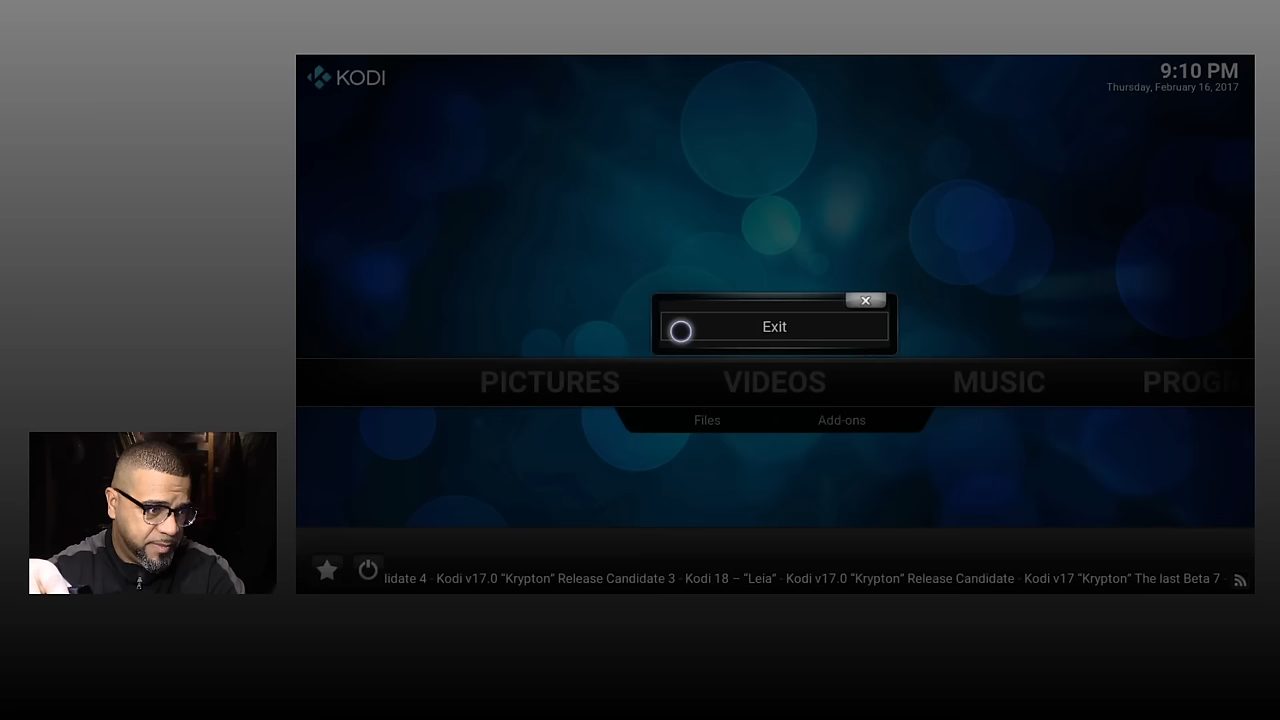 KODI
9:10 PM
Thursday, February 16, 2017
Exit
PICTURES VIDEOS MUSIC
Files Add-ons
lidate 4 · Kodi v17.0 “Krypton” Release Candidate 3 · Kodi 18 – “Leia” · Kodi v17.0 “Krypton” Release Candidate · Kodi v17 “Krypton” The last Beta 7